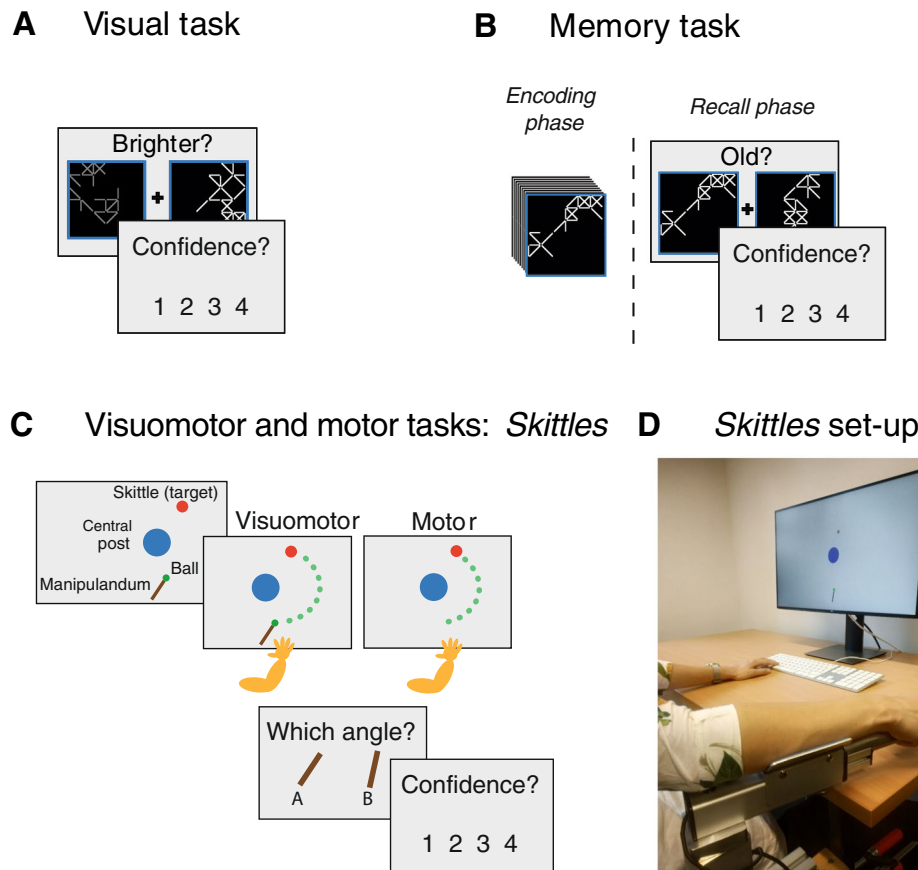 A Visual task
Brighter?
Confidence?
1 2 3 4
B Memory task
Encoding
phase
Recall phase
Old?
Confidence?
1 2 3 4
C Visuomotor and motor tasks: Skittles
Skittle (target)
Central
post
Ball
Manipulandum
Visuomotor
Motor
Which angle?
A B
Confidence?
1 2 3 4
D Skittles set-up